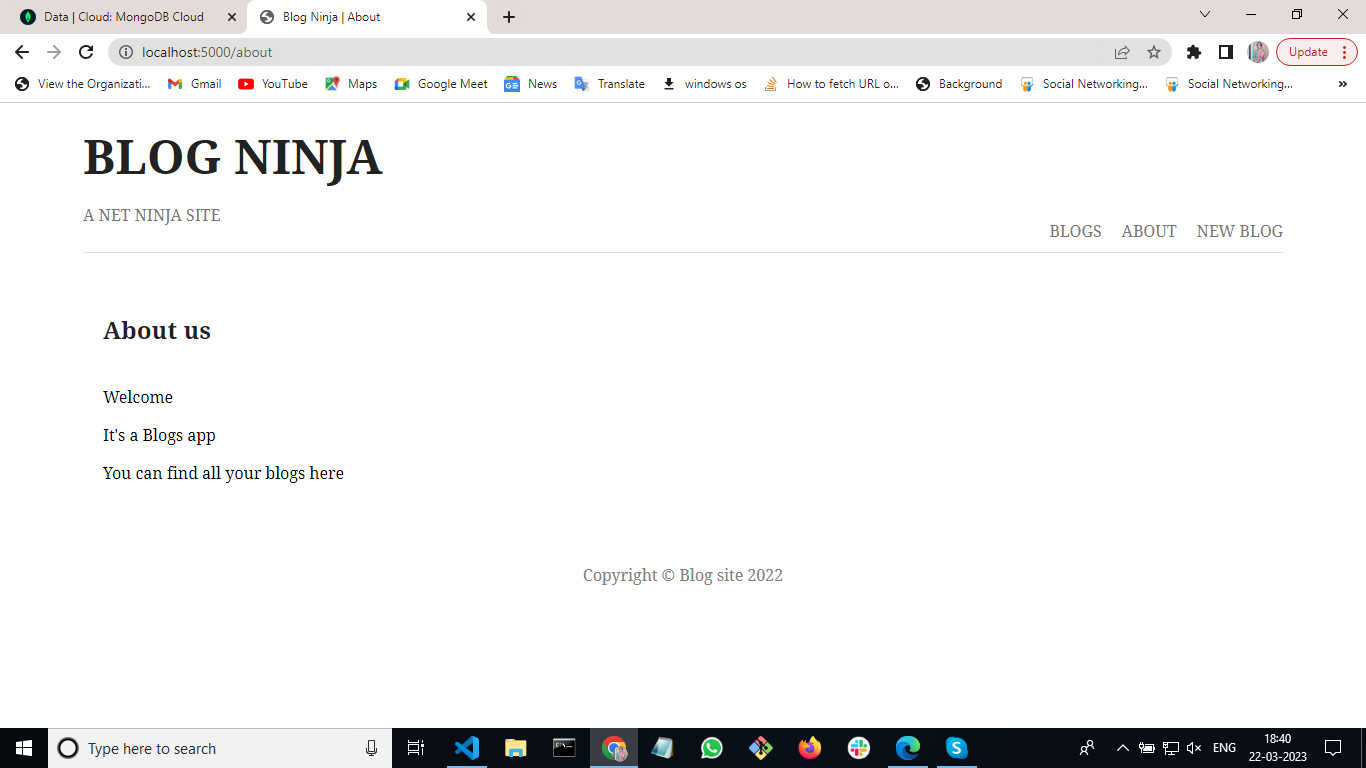 Data | Cloud: MongoDB Cloud
Blog Ninja | About
localhost:5000/about
Update
View the Organizati...
Gmail
YouTube
Maps
Google Meet
News
Translate
windows os
How to fetch URL o...
Background
Social Networking...
Social Networking...
BLOG NINJA
A NET NINJA SITE
BLOGS ABOUT NEW BLOG
About us
Welcome
It's a Blogs app
You can find all your blogs here
Copyright © Blog site 2022
Type here to search
ENG
18:40
22-03-2023